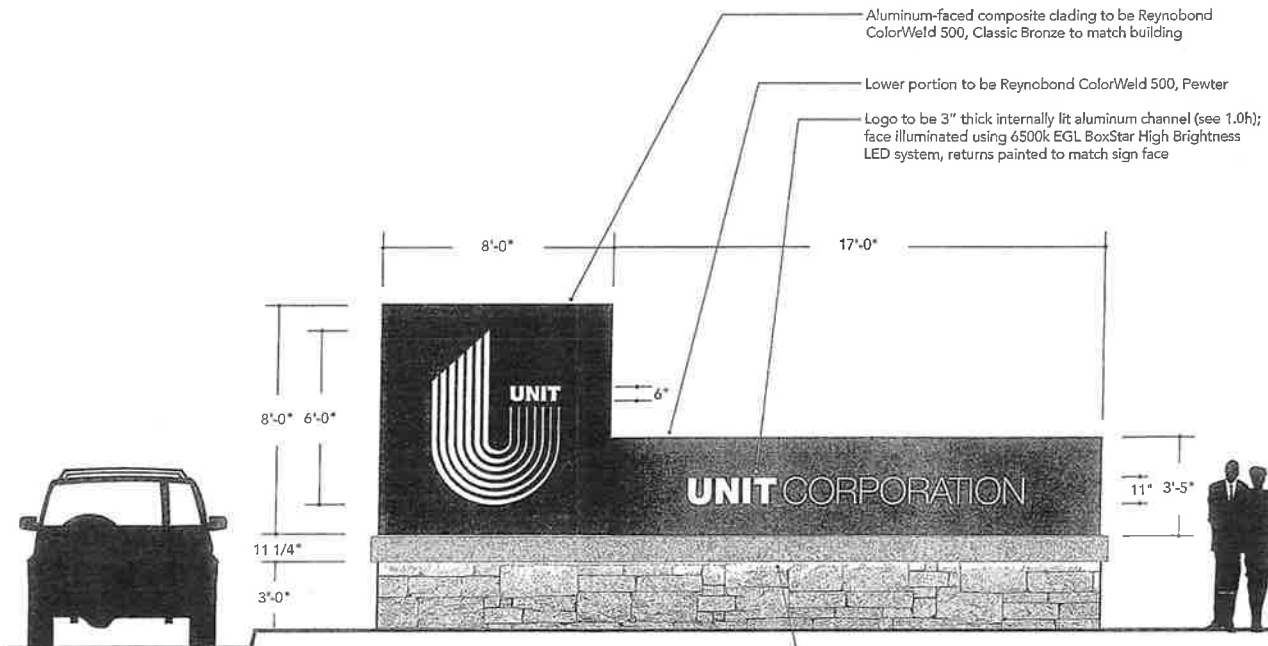 Aluminum-faced composite clading to be Reynobond
ColorWeld 500, Classic Bronze to match building
Lower portion to be Reynobond ColorWeld 500, Pewter
Logo to be 3" thick internally lit aluminum channel (see 1.0h);
face illuminated using 6500k EGL BoxStar High Brightness
LED system, returns painted to match sign face
8'-0"
17'-0"
UNIT
6"
8'-0"
6'-0"
UNIT CORPORATION
11"
3'-5"
11 1/4"
3'-0"